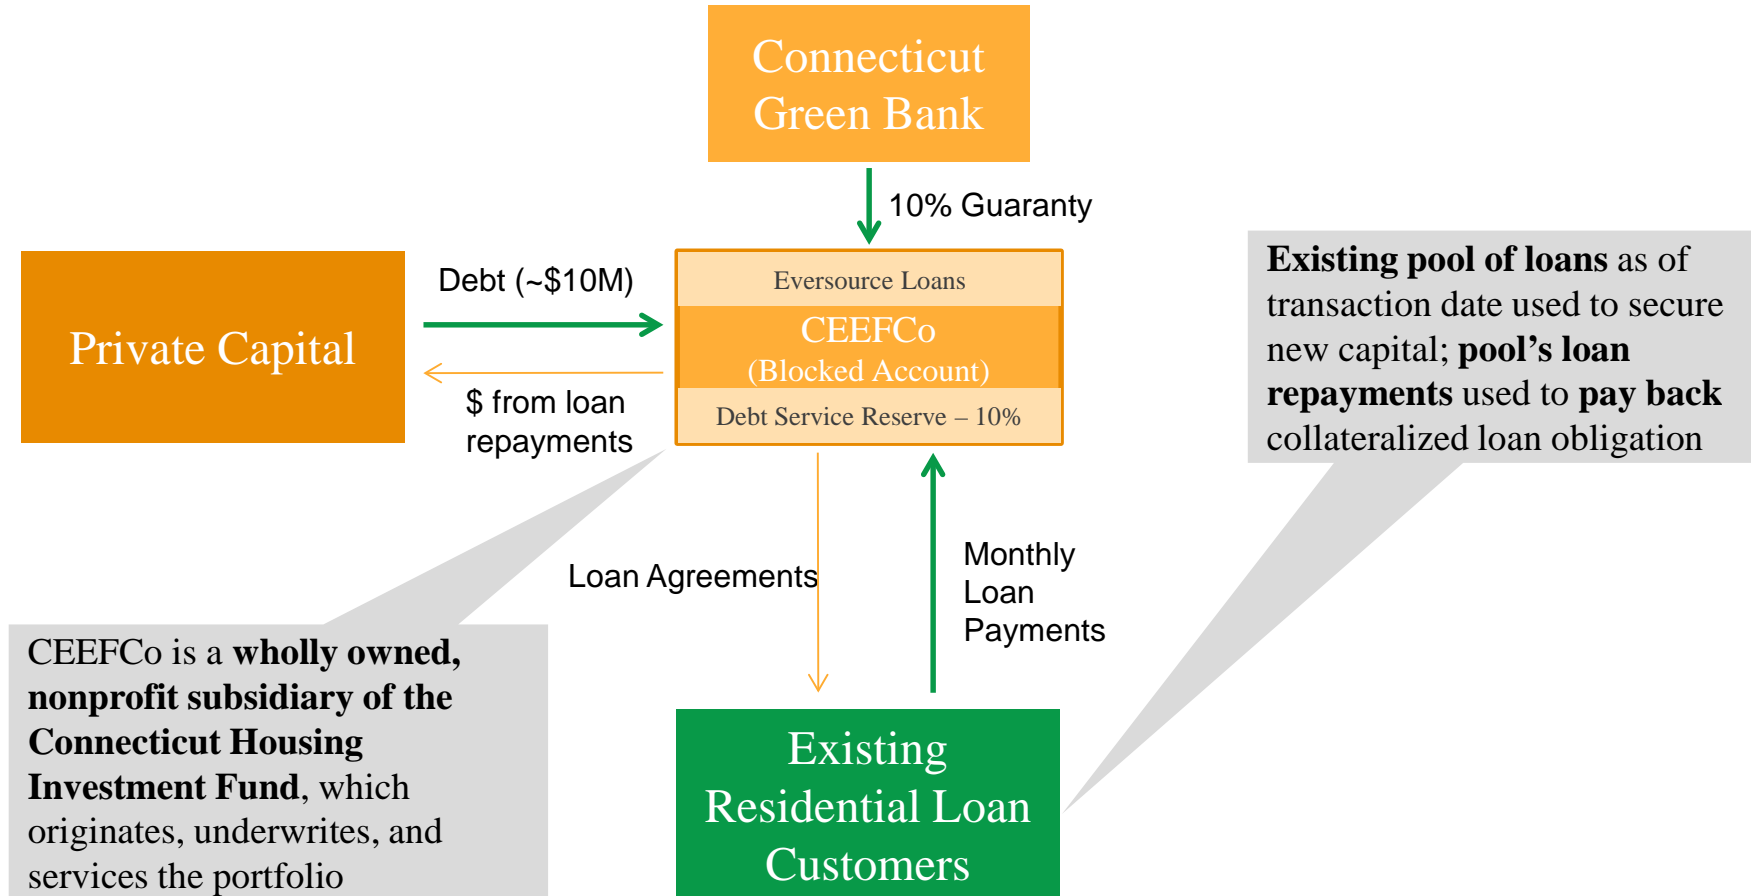 Connecticut
Green Bank
10% Guaranty
Private Capital
Debt (~$10M)
$ from loan
repayments
Eversource Loans
CEEFCo
(Blocked Account)
Debt Service Reserve – 10%
Existing pool of loans as of
transaction date used to secure
new capital; pool’s loan
repayments used to pay back
collateralized loan obligation
Loan Agreements
Monthly
Loan
Payments
CEEFCo is a wholly owned,
nonprofit subsidiary of the
Connecticut Housing
Investment Fund, which
originates, underwrites, and
services the portfolio
Existing
Residential Loan
Customers